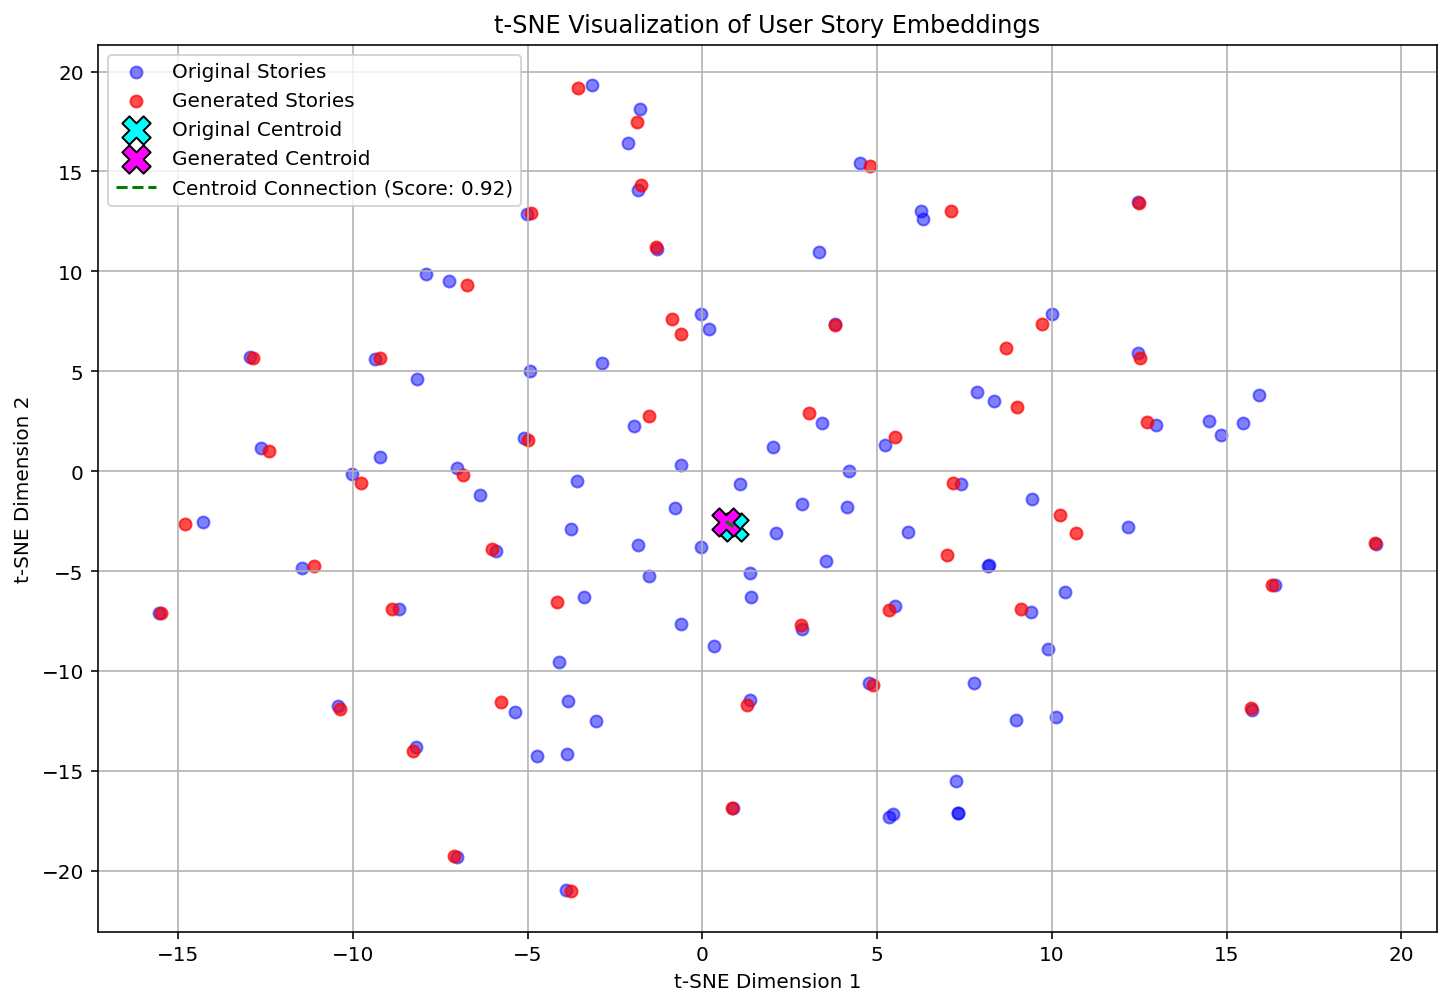 t-SNE Visualization of User Story Embeddings
Original Stories
Generated Stories
Original Centroid
Generated Centroid
Centroid Connection (Score: 0.92)
20
15
10
5
0
−5
−10
−15
−20
t-SNE Dimension 2
−15 −10 −5 0 5 10 15 20
t-SNE Dimension 1